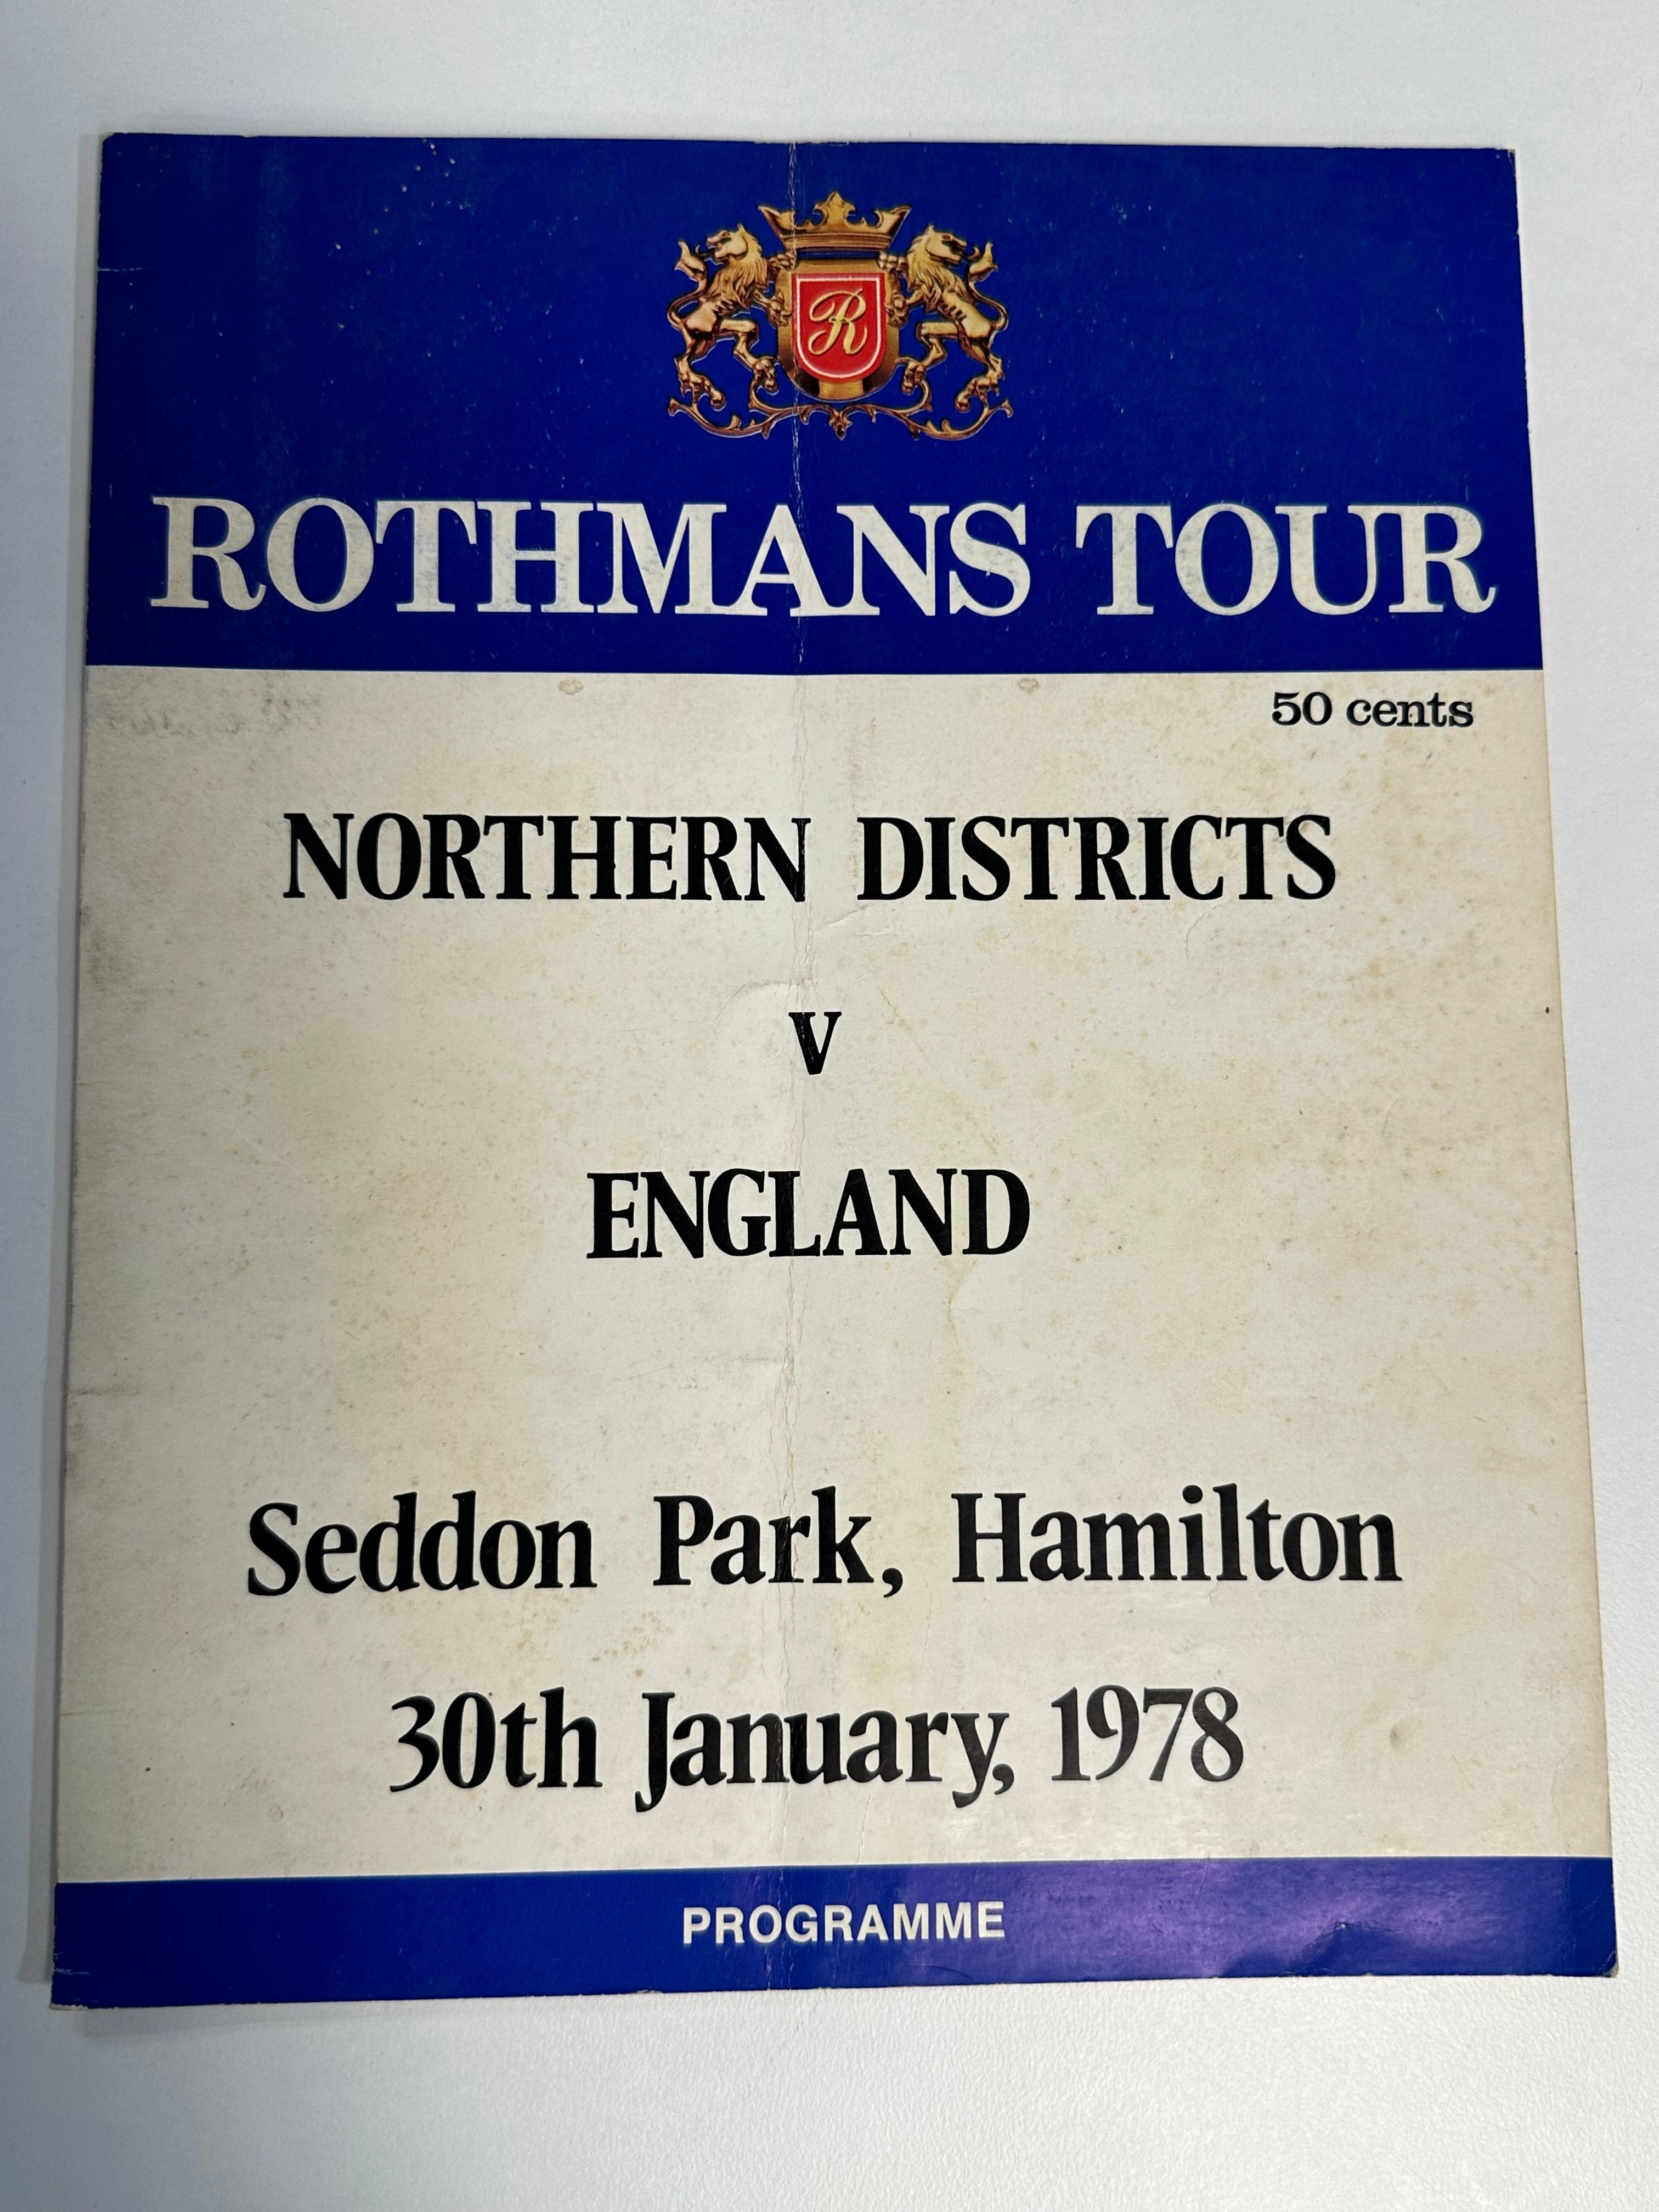 R
ROTHMANS TOUR
50 cents
NORTHERN DISTRICTS
V
ENGLAND
Seddon Park, Hamilton
30th January, 1978
PROGRAMME